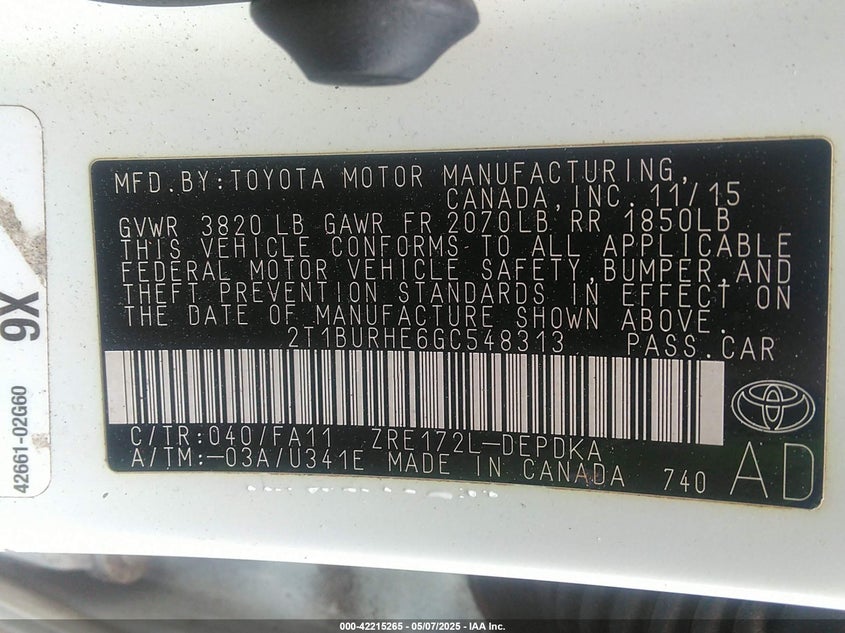 MFD.BY:TOYOTA MOTOR MANUFACTURING,
CANADA,INC. 11/15
GVWR 3820 LB GAWR FR 2070LB RR 1850LB
THIS VEHICLE CONFORMS TO ALL APPLICABLE
FEDERAL MOTOR VEHICLE SAFETY,BUMPER,AND
THEFT PREVENTION STANDARDS IN EFFECT ON
THE DATE OF MANUFACTURE SHOWN ABOVE.
2T1BURHE6GC548313 PASS.CAR
C/TR:040/FA11 ZRE172L-DEPDKA
A/TM:-03A/U341E MADE IN CANADA 740 AD
9X
42661-02G60
000-42215265 - 05/07/2025 - IAA Inc.